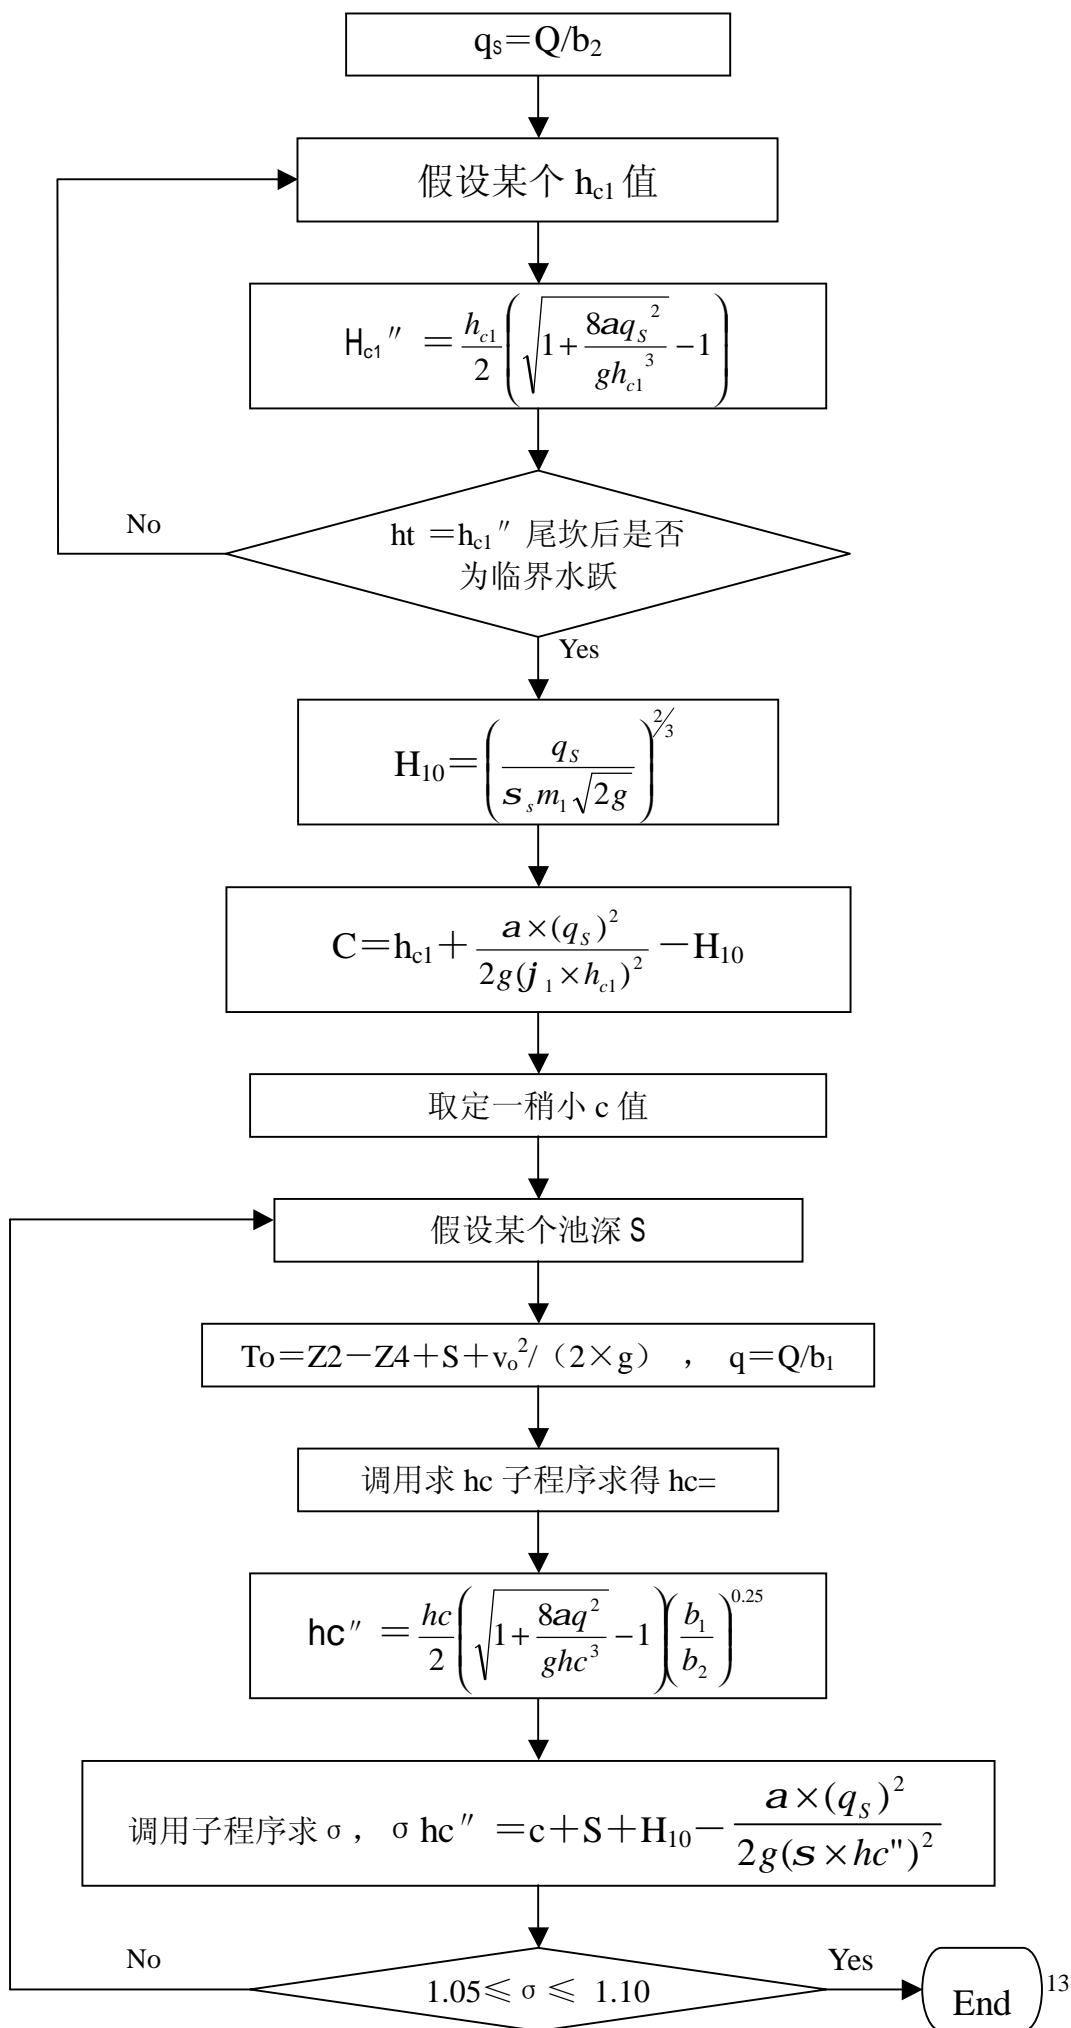 qs＝Q/b2
假设某个 hc1 值
Hc1″ ＝ hc1/2 (√(1+8aqS²/ghc1³) −1)
No
ht ＝hc1″ 尾坎后是否
为临界水跃
Yes
H10＝(qS/(s s m1√2g))^2/3
C＝hc1＋ a×(qS)²/2g(j 1×hc1)² －H10
取定一稍小 c 值
假设某个池深 S
To＝Z2－Z4＋S＋vo²/（2×g） ， q＝Q/b1
调用求 hc 子程序求得 hc=
hc″ ＝ hc/2 (√(1+8aq²/ghc³) −1)(b1/b2)^0.25
调用子程序求σ， σhc″ ＝c＋S＋H10－ a×(qS)²/2g(s×hc")²
No
1.05≤σ≤ 1.10
Yes
End
13